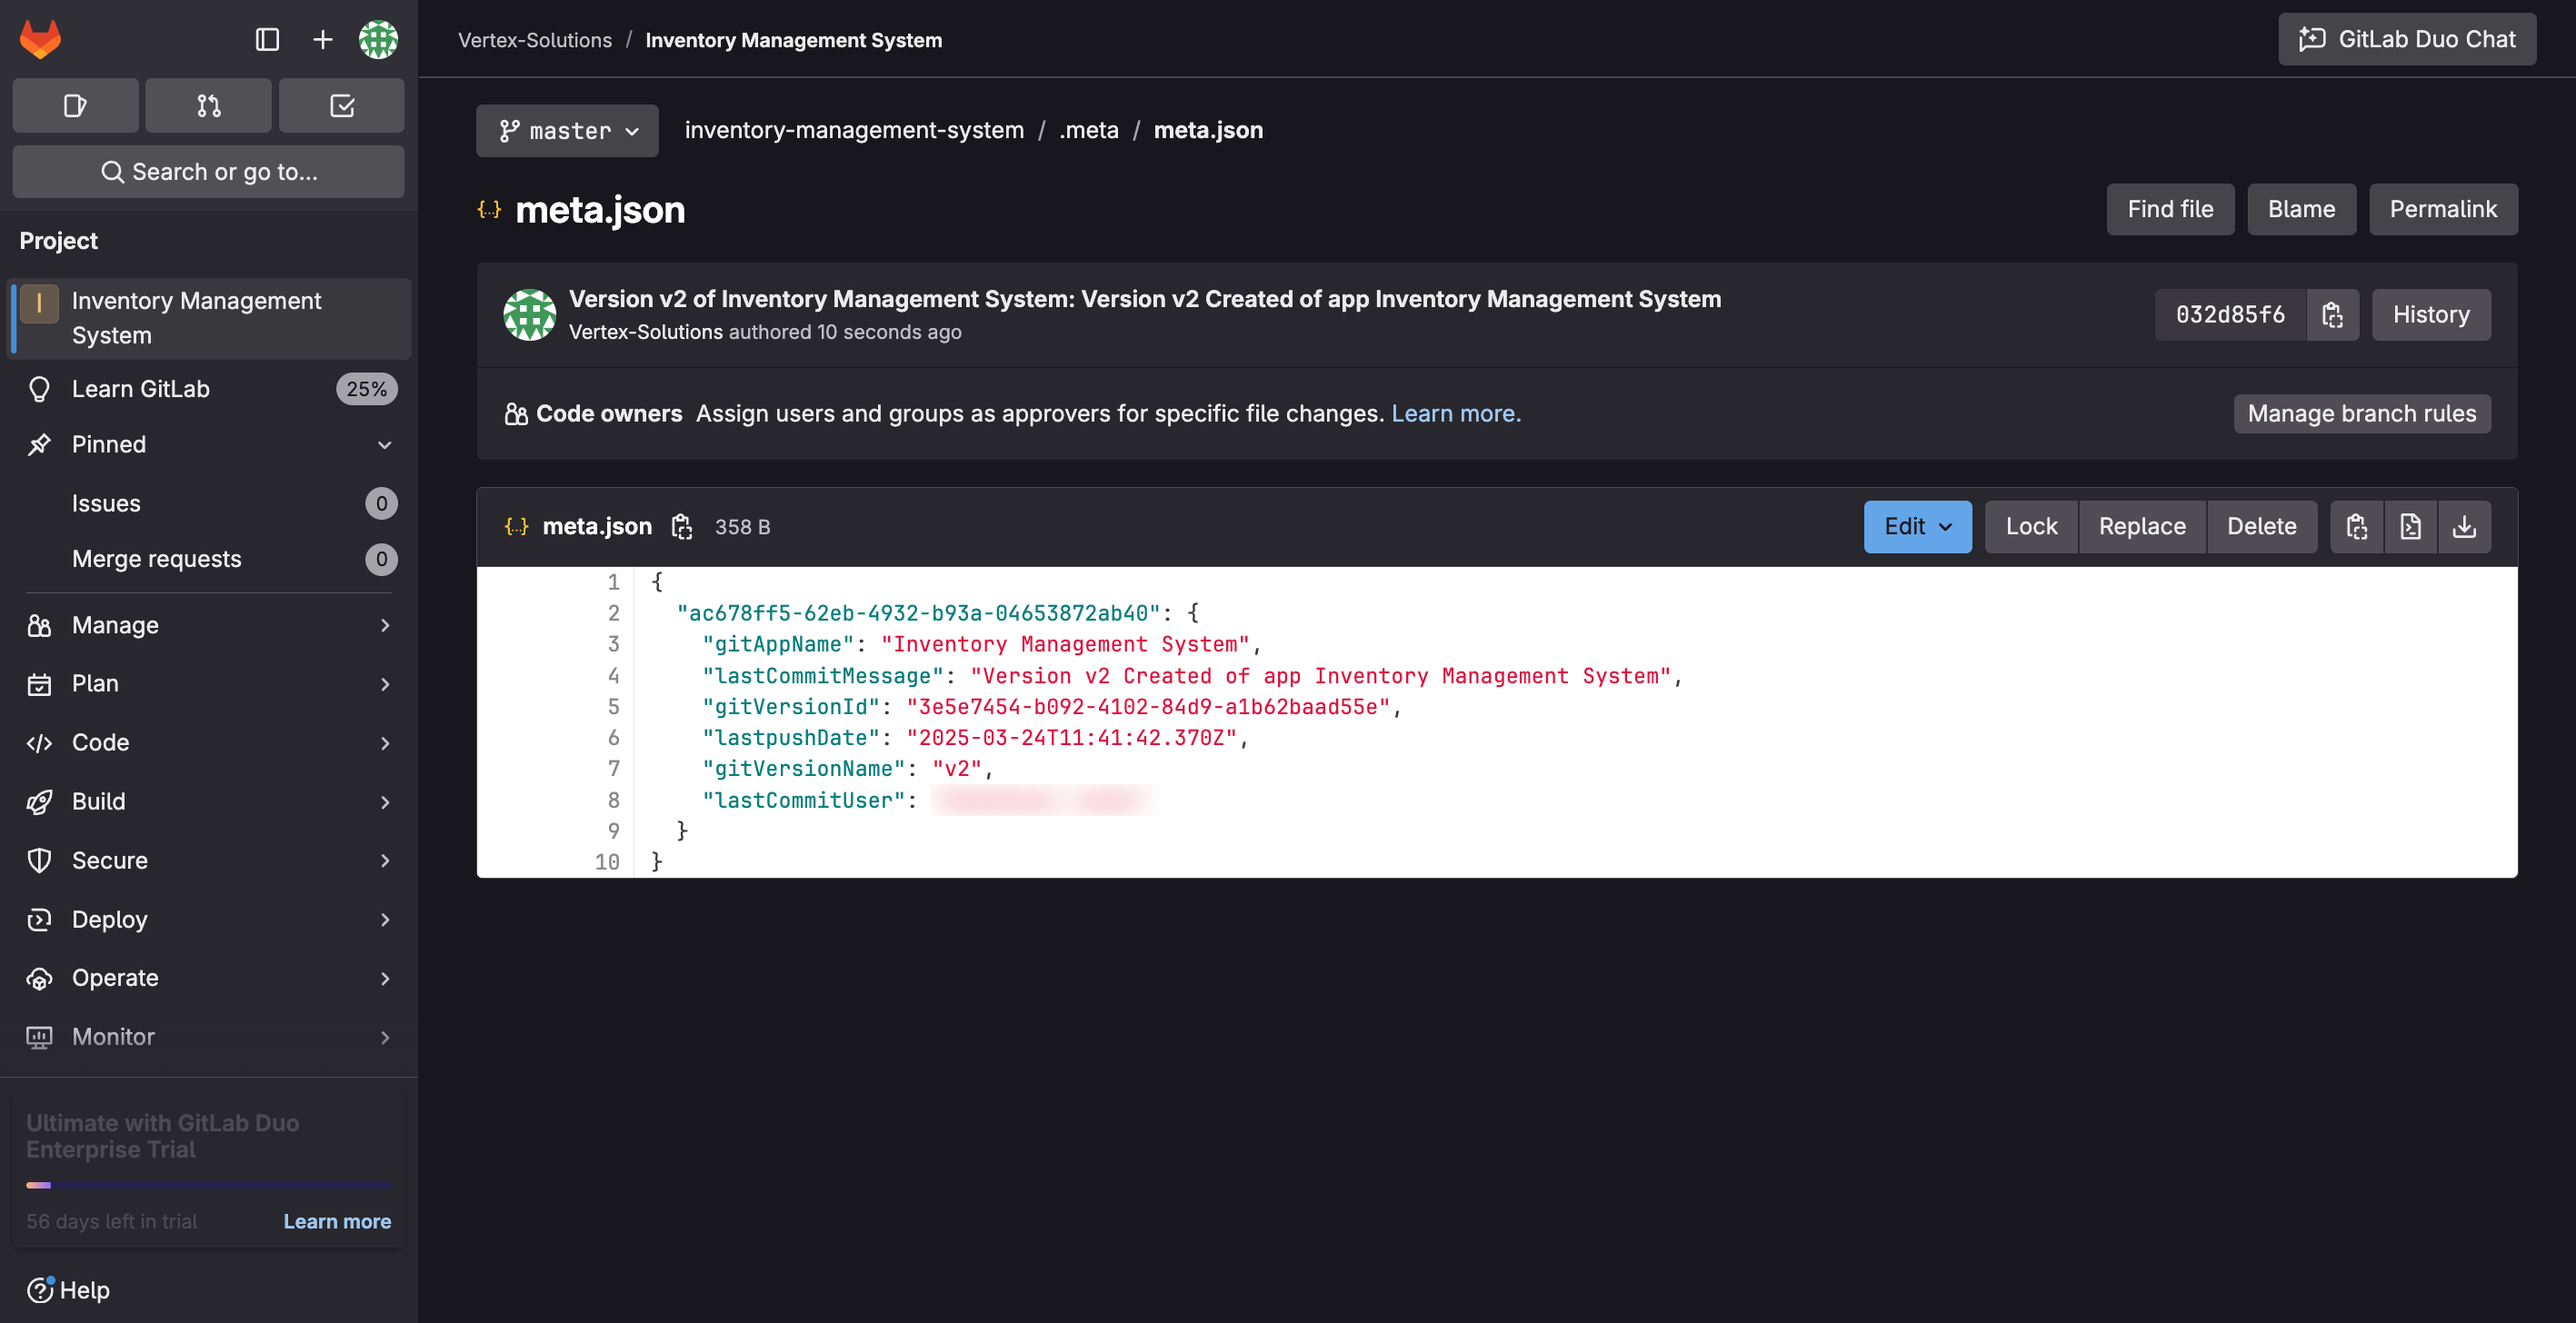 Vertex-Solutions / Inventory Management System
GitLab Duo Chat
Search or go to...
Project
I Inventory Management
System
Learn GitLab 25%
Pinned
Issues 0
Merge requests 0
Manage
Plan
Code
Build
Secure
Deploy
Operate
Monitor
Ultimate with GitLab Duo
Enterprise Trial
56 days left in trial Learn more
Help
master inventory-management-system / .meta / meta.json
{..} meta.json
Find file Blame Permalink
Version v2 of Inventory Management System: Version v2 Created of app Inventory Management System
Vertex-Solutions authored 10 seconds ago
032d85f6 History
Code owners Assign users and groups as approvers for specific file changes. Learn more.
Manage branch rules
{..} meta.json 358 B
Edit Lock Replace Delete
1 {
2 "ac678ff5-62eb-4932-b93a-04653872ab40": {
3 "gitAppName": "Inventory Management System",
4 "lastCommitMessage": "Version v2 Created of app Inventory Management System",
5 "gitVersionId": "3e5e7454-b092-4102-84d9-a1b62baad55e",
6 "lastpushDate": "2025-03-24T11:41:42.370Z",
7 "gitVersionName": "v2",
8 "lastCommitUser":
9 }
10 }